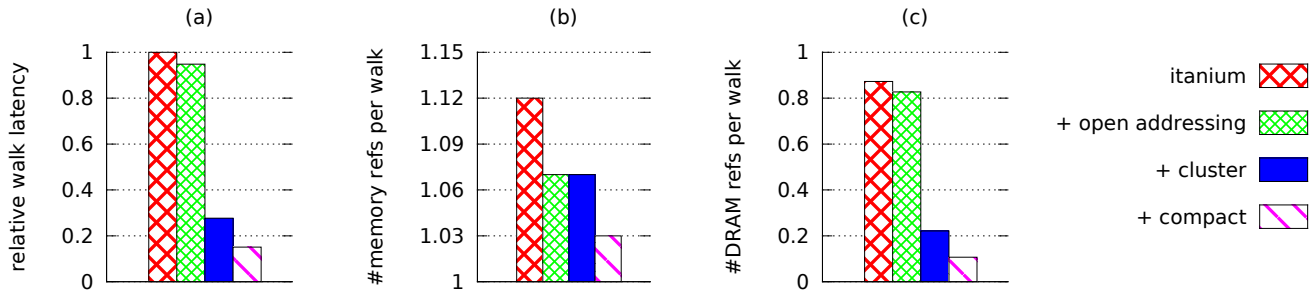 (a)
relative walk latency
1
0.8
0.6
0.4
0.2
0
(b)
#memory refs per walk
1.15
1.12
1.09
1.06
1.03
1
(c)
#DRAM refs per walk
1
0.8
0.6
0.4
0.2
0
itanium
+ open addressing
+ cluster
+ compact